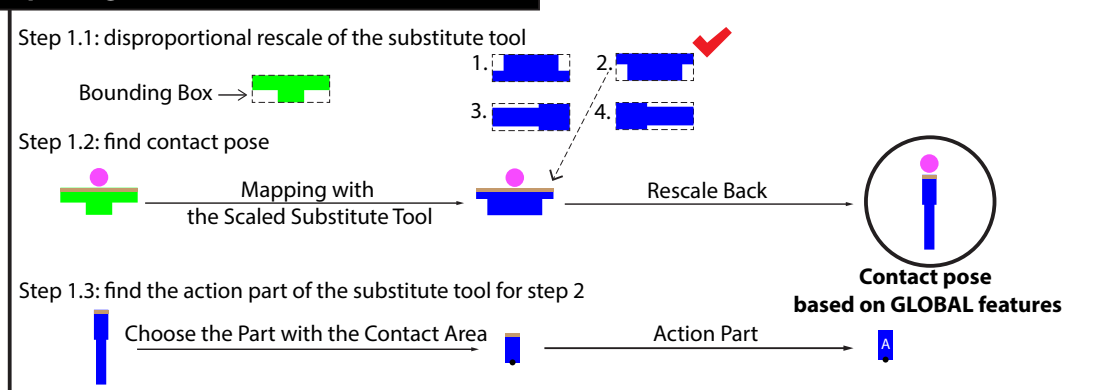 Step 1.1: disproportional rescale of the substitute tool
1.
2.
Bounding Box
3.
4.
Step 1.2: find contact pose
Mapping with
the Scaled Substitute Tool
Rescale Back
Contact pose
based on GLOBAL features
Step 1.3: find the action part of the substitute tool for step 2
Choose the Part with the Contact Area
Action Part
A